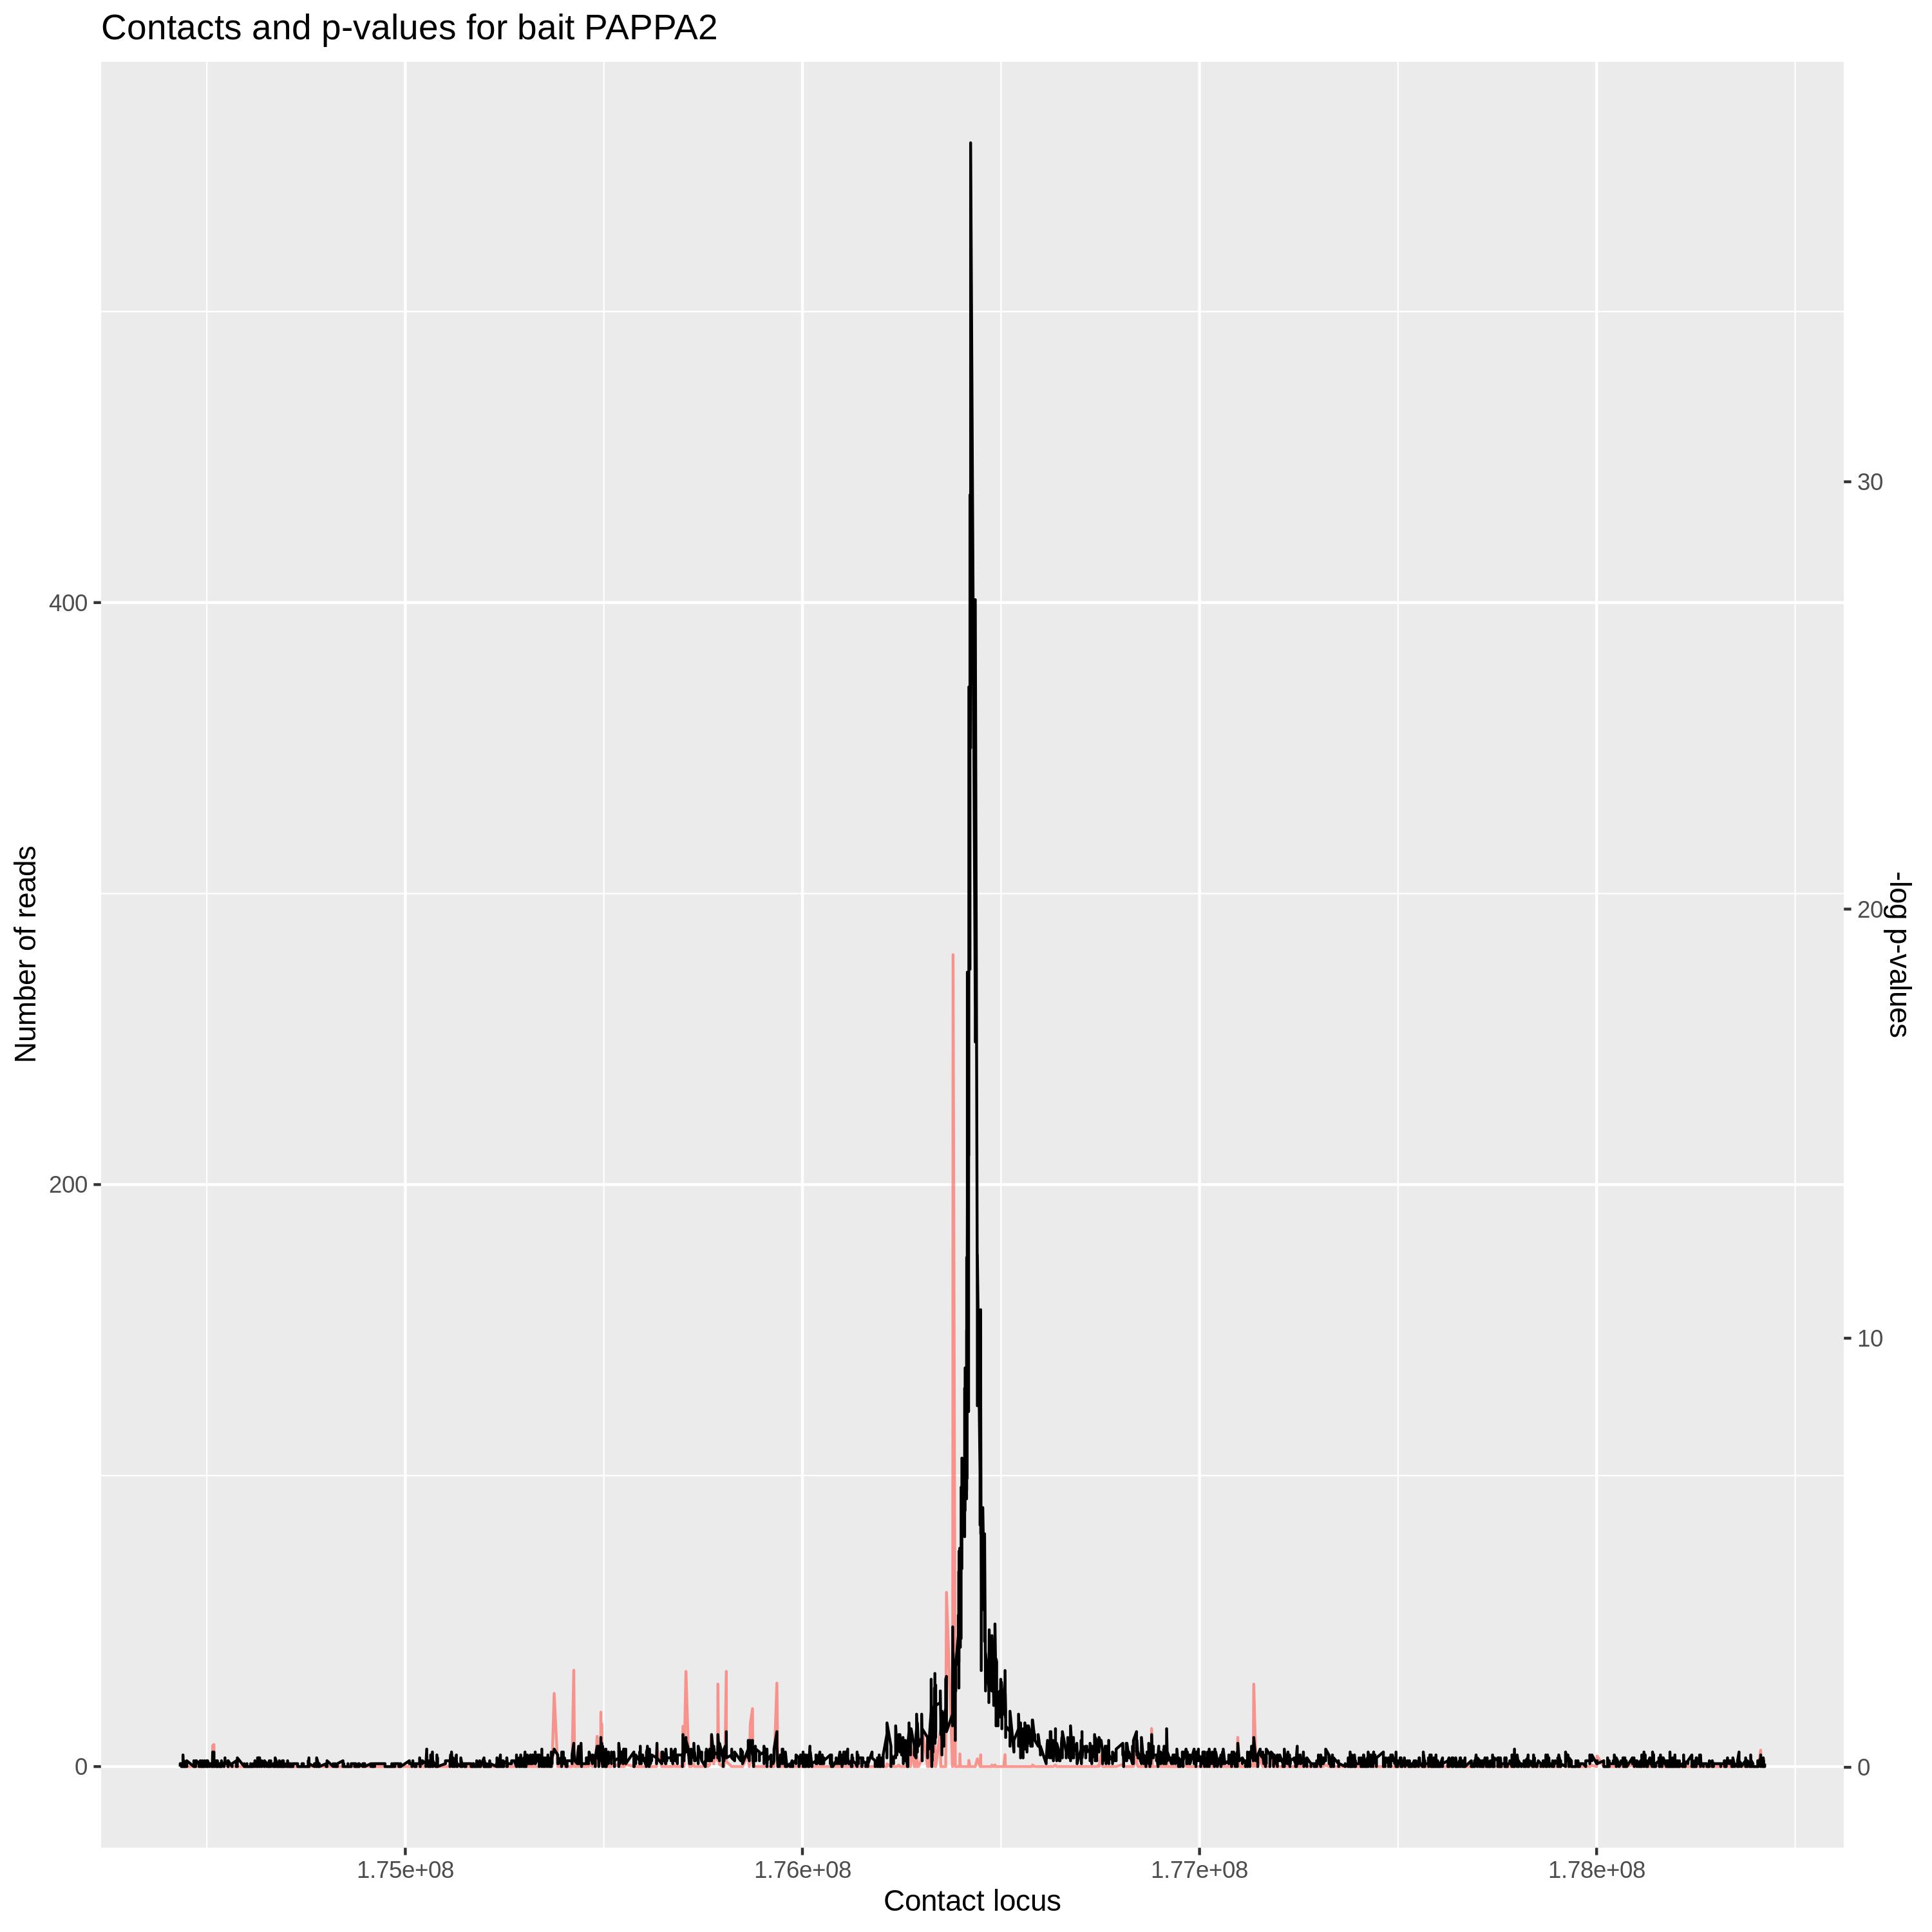 Contacts and p-values for bait PAPPA2
Number of reads
400
200
0
30
20
10
0
-log p-values
1.75e+08
1.76e+08
1.77e+08
1.78e+08
Contact locus